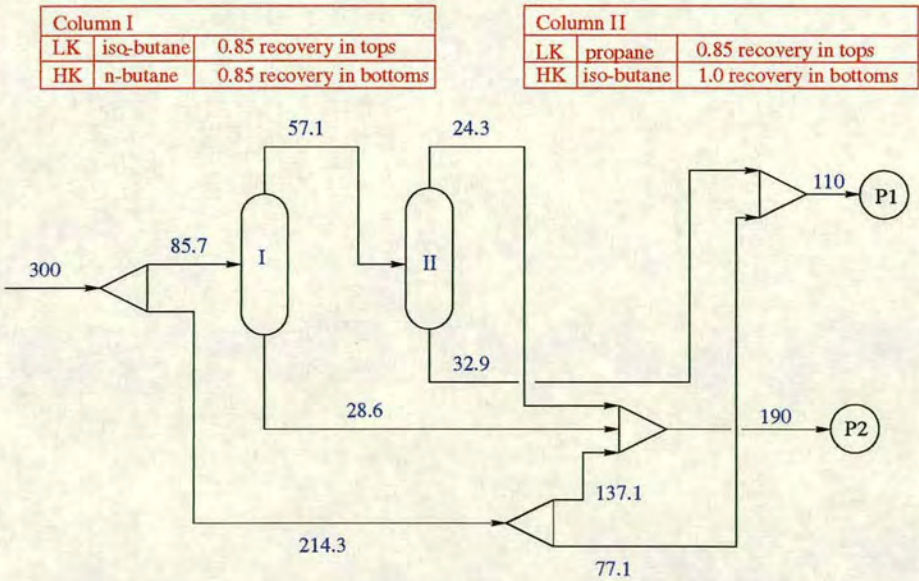 Column I
LK iso-butane 0.85 recovery in tops
HK n-butane 0.85 recovery in bottoms
Column II
LK propane 0.85 recovery in tops
HK iso-butane 1.0 recovery in bottoms
57.1
24.3
110
P1
85.7
I
II
300
32.9
28.6
190
P2
137.1
214.3
77.1